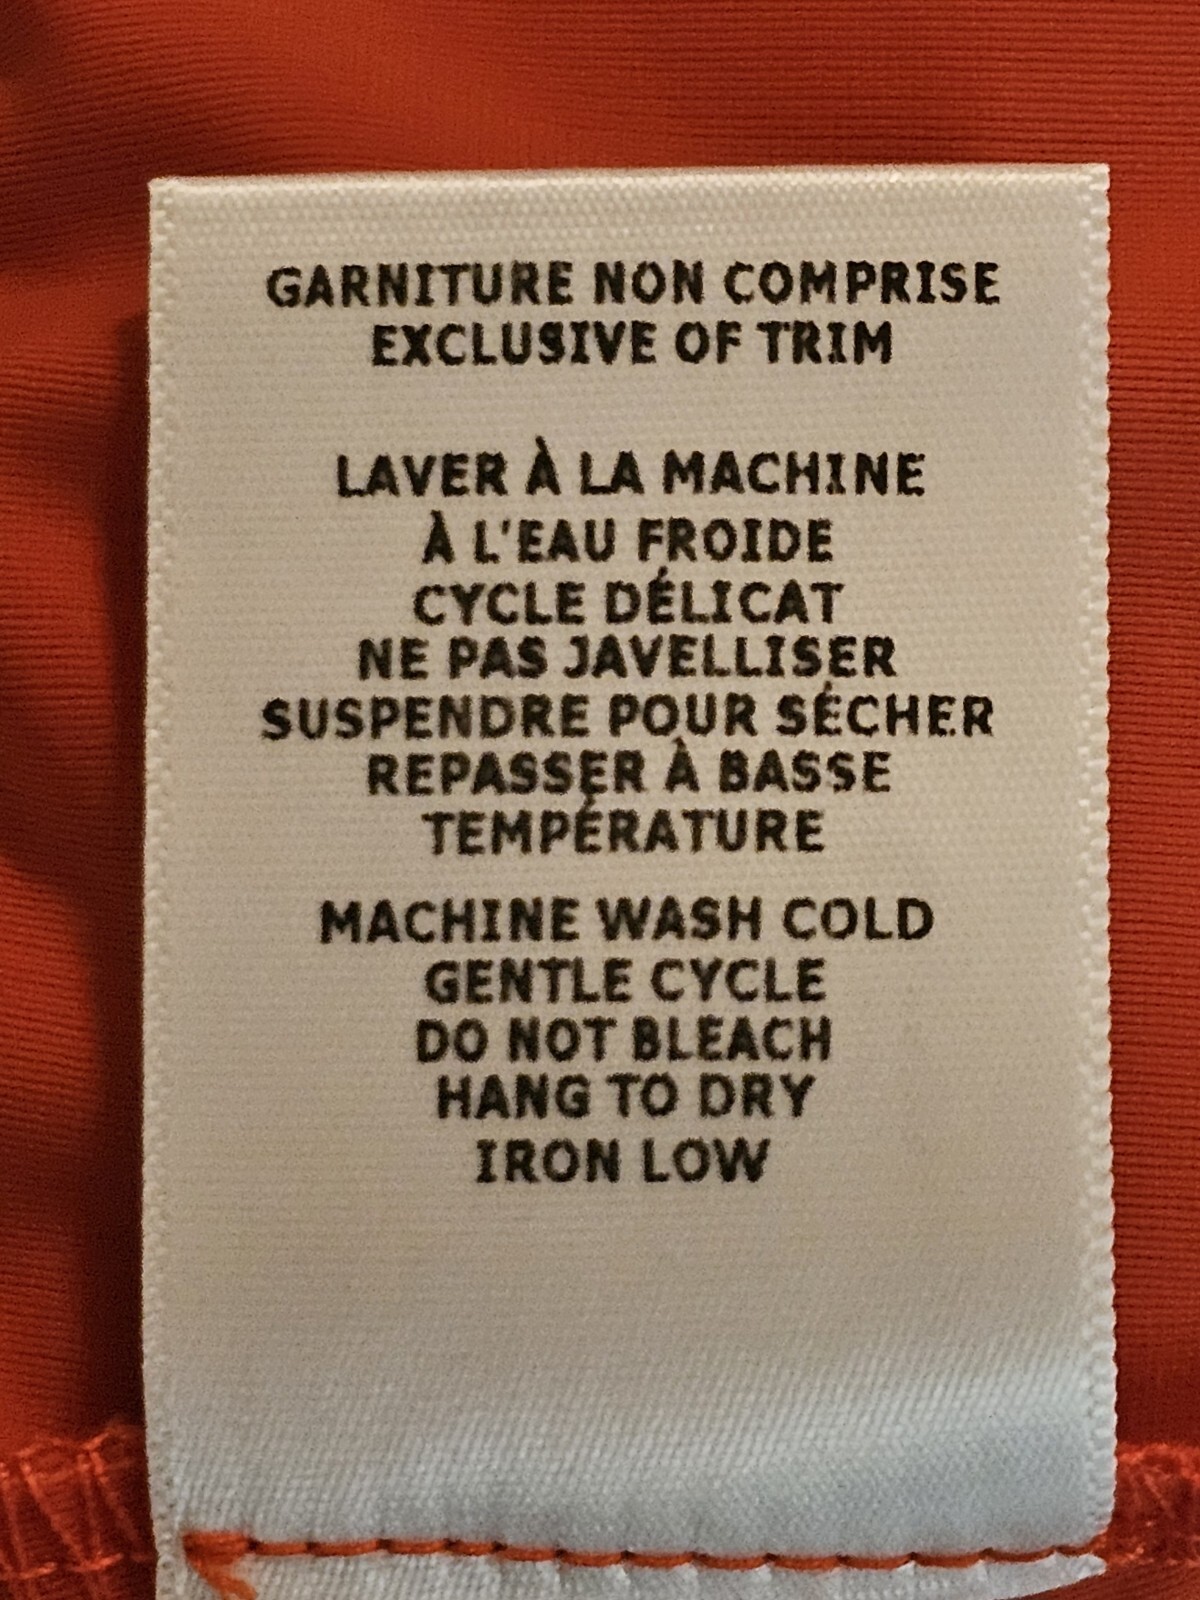 GARNITURE NON COMPRISE
EXCLUSIVE OF TRIM
LAVER À LA MACHINE
À L'EAU FROIDE
CYCLE DÉLICAT
NE PAS JAVELLISER
SUSPENDRE POUR SÉCHER
REPASSER À BASSE
TEMPÉRATURE
MACHINE WASH COLD
GENTLE CYCLE
DO NOT BLEACH
HANG TO DRY
IRON LOW